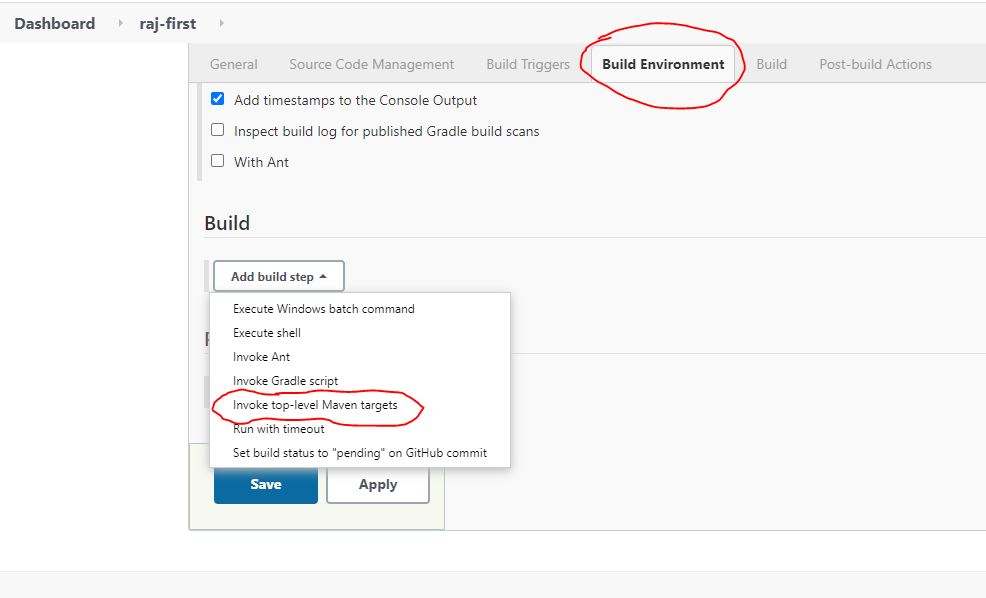 Dashboard raj-first
General Source Code Management Build Triggers Build Environment Build Post-build Actions
Add timestamps to the Console Output
Inspect build log for published Gradle build scans
With Ant
Build
Add build step
Execute Windows batch command
Execute shell
Invoke Ant
Invoke Gradle script
Invoke top-level Maven targets
Run with timeout
Set build status to "pending" on GitHub commit
Save Apply